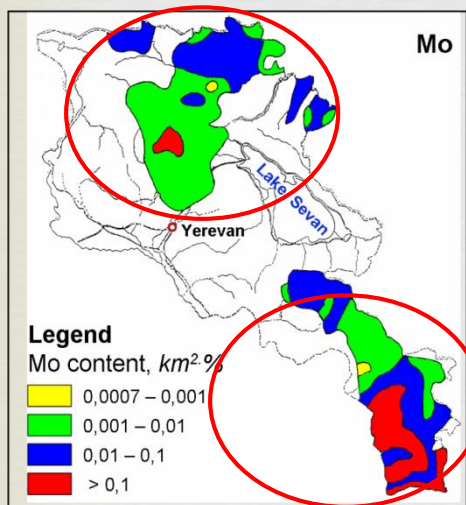 Mo
Lake Sevan
Yerevan
Legend
Mo content, km².%
0,0007 – 0,001
0,001 – 0,01
0,01 – 0,1
> 0,1